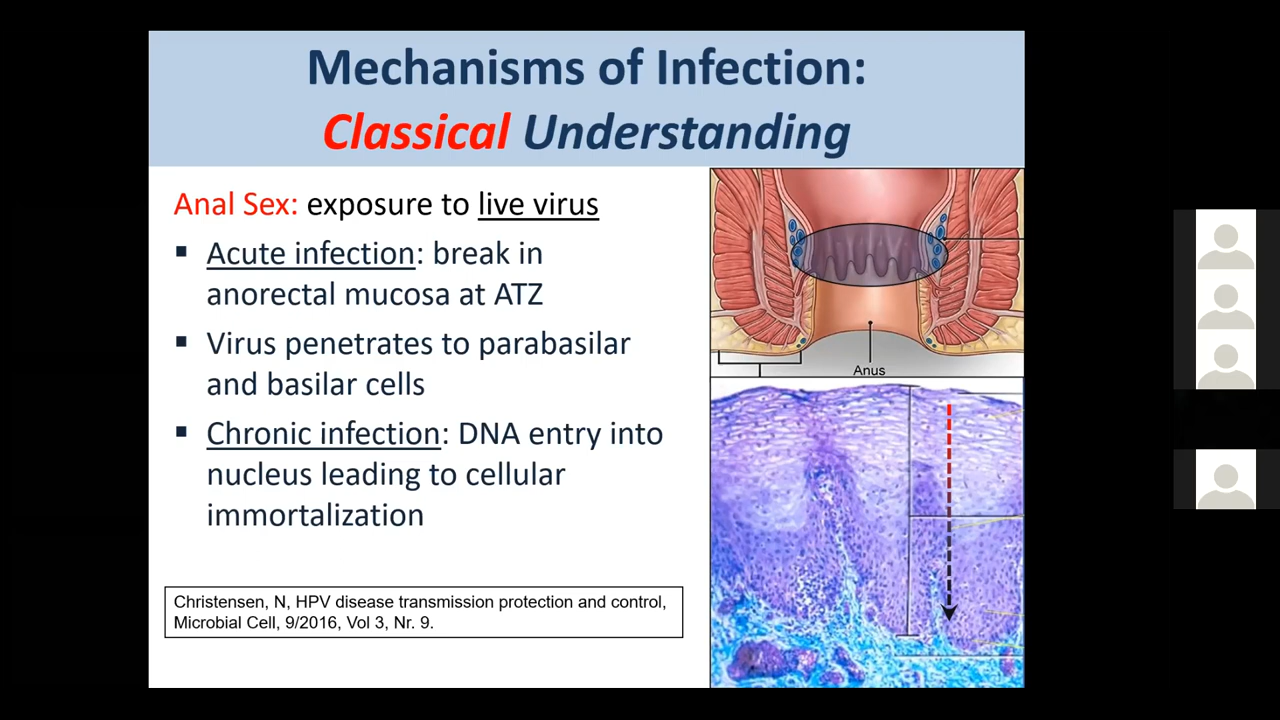 Mechanisms of Infection:
Classical Understanding
Anal Sex: exposure to live virus
▪ Acute infection: break in
anorectal mucosa at ATZ
▪ Virus penetrates to parabasilar
and basilar cells
▪ Chronic infection: DNA entry into
nucleus leading to cellular
immortalization
Christensen, N, HPV disease transmission protection and control,
Microbial Cell, 9/2016, Vol 3, Nr. 9.
Anus